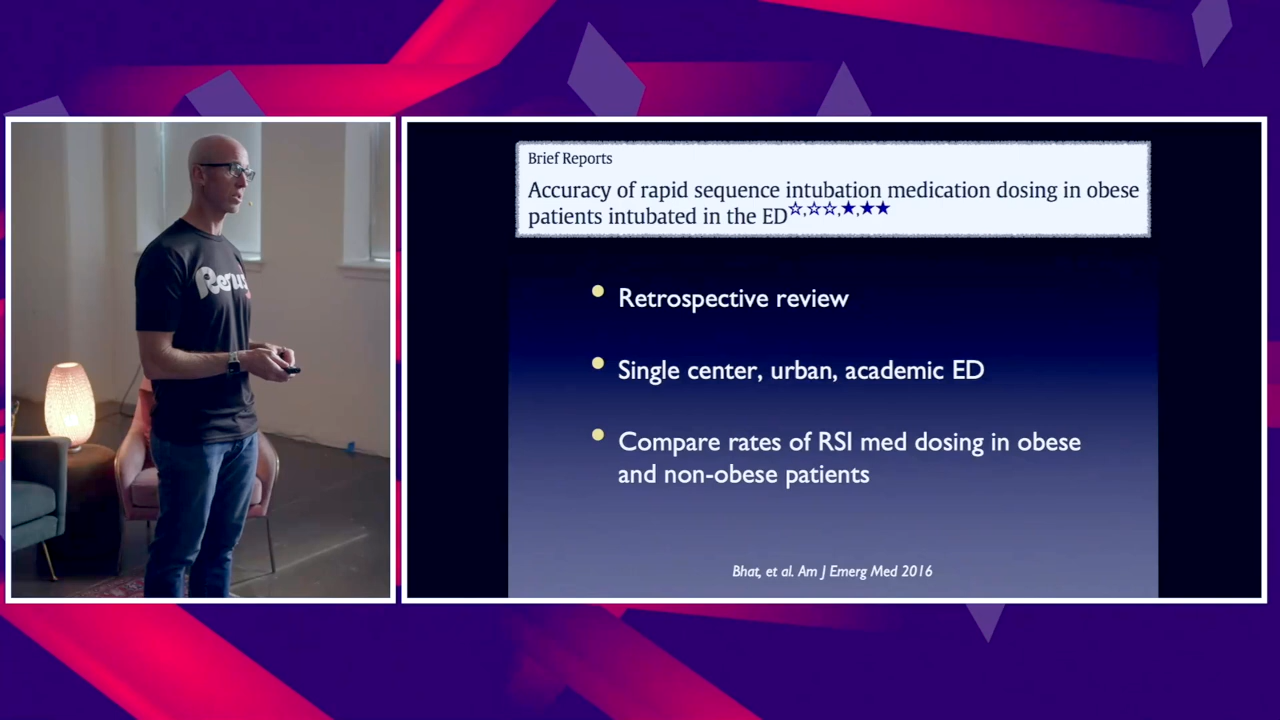 Brief Reports
Accuracy of rapid sequence intubation medication dosing in obese
patients intubated in the ED☆,☆☆,★,★★
Retrospective review
Single center, urban, academic ED
Compare rates of RSI med dosing in obese
and non-obese patients
Bhat, et al. Am J Emerg Med 2016